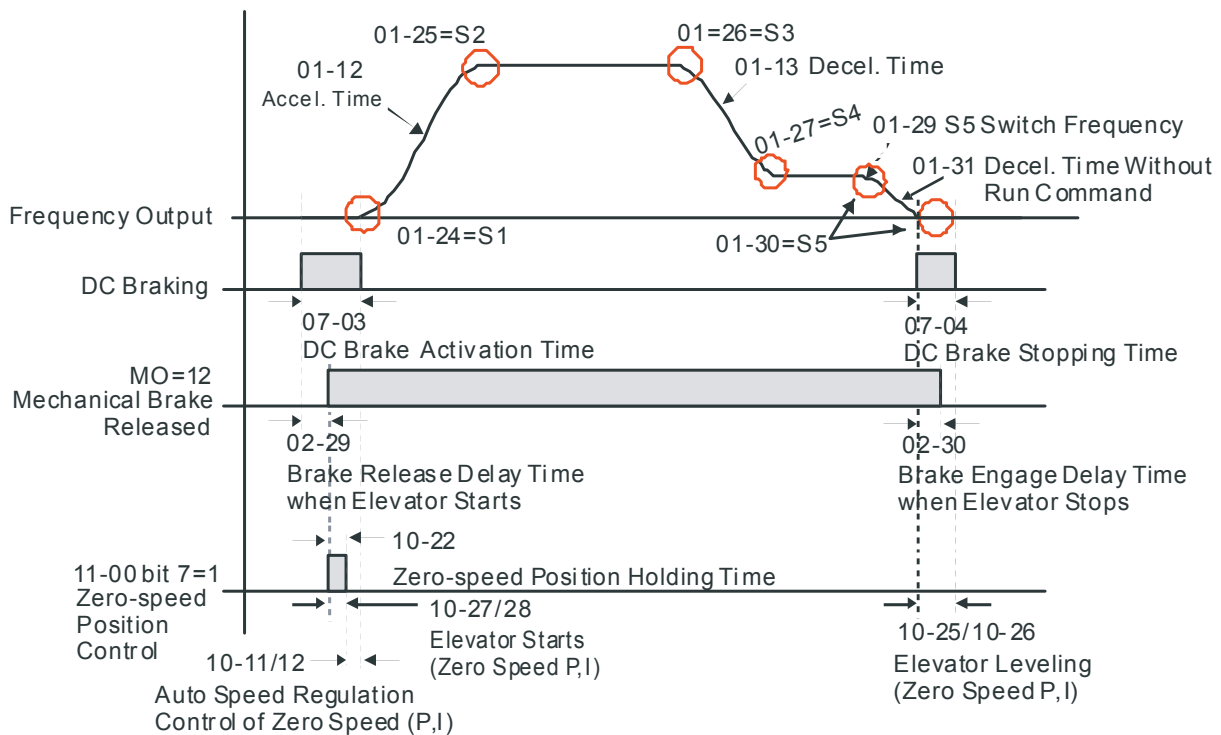 01-25=S2
01=26=S3
01-12
Accel. Time
01-13 Decel. Time
01-27=S4
01-29 S5 Switch Frequency
01-31 Decel. Time Without
Run Command
Frequency Output
01-24=S1
01-30=S5
DC Braking
07-03
DC Brake Activation Time
07-04
DC Brake Stopping Time
MO=12
Mechanical Brake
Released
02-29
Brake Release Delay Time
when Elevator Starts
02-30
Brake Engage Delay Time
when Elevator Stops
10-22
Zero-speed Position Holding Time
11-00 bit 7=1
Zero-speed
Position
Control
10-27/28
Elevator Starts
(Zero Speed P,I)
10-25/10-26
Elevator Leveling
(Zero Speed P,I)
10-11/12
Auto Speed Regulation
Control of Zero Speed (P,I)